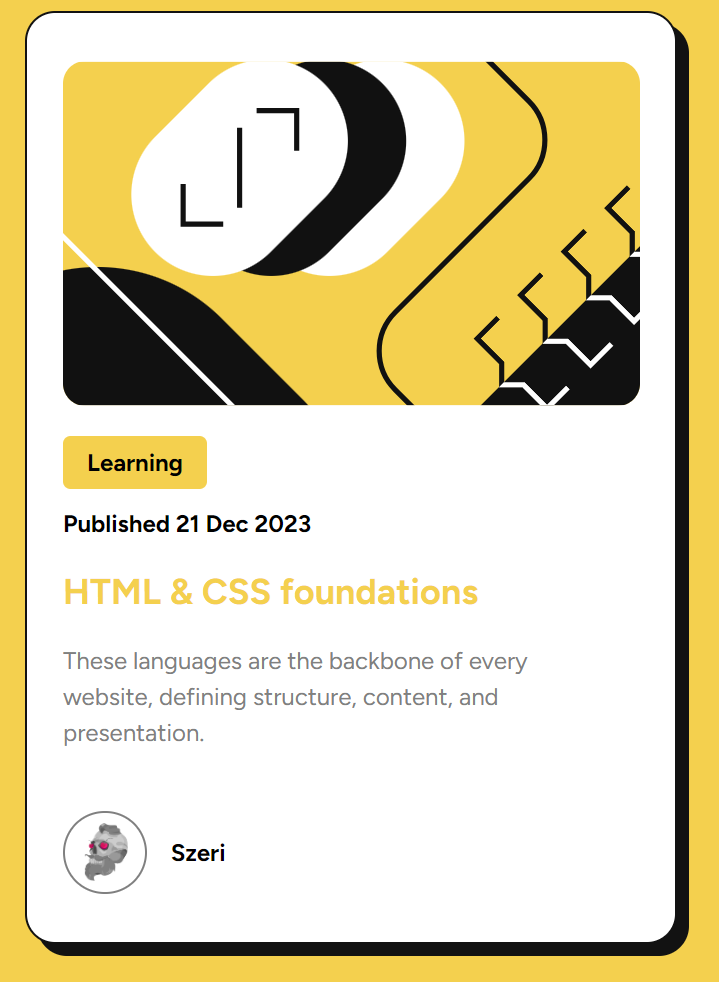 Learning
Published 21 Dec 2023
HTML & CSS foundations
These languages are the backbone of every
website, defining structure, content, and
presentation.
Szeri